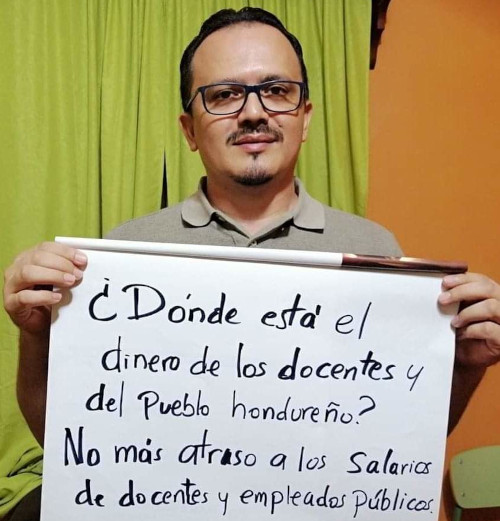 ¿Dónde está el
dinero de los docentes y
del Pueblo hondureño?
No más atraso a los Salarios
de docentes y empleados Públicos.